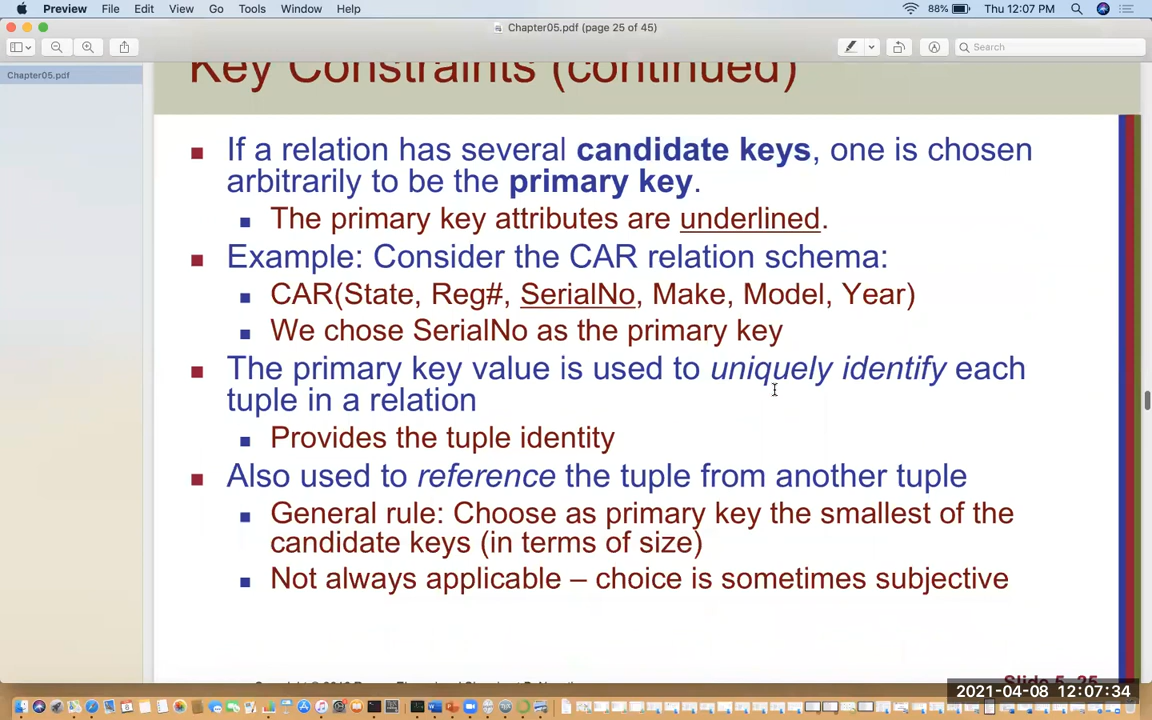 Preview File Edit View Go Tools Window Help 88% Thu 12:07 PM
Chapter05.pdf (page 25 of 45)
Search
Chapter05.pdf
Key Constraints (continued)
If a relation has several candidate keys, one is chosen
arbitrarily to be the primary key.
The primary key attributes are underlined.
Example: Consider the CAR relation schema:
CAR(State, Reg#, SerialNo, Make, Model, Year)
We chose SerialNo as the primary key
The primary key value is used to uniquely identify each
tuple in a relation
Provides the tuple identity
Also used to reference the tuple from another tuple
General rule: Choose as primary key the smallest of the
candidate keys (in terms of size)
Not always applicable – choice is sometimes subjective
Slide 5- 25
2021-04-08 12:07:34